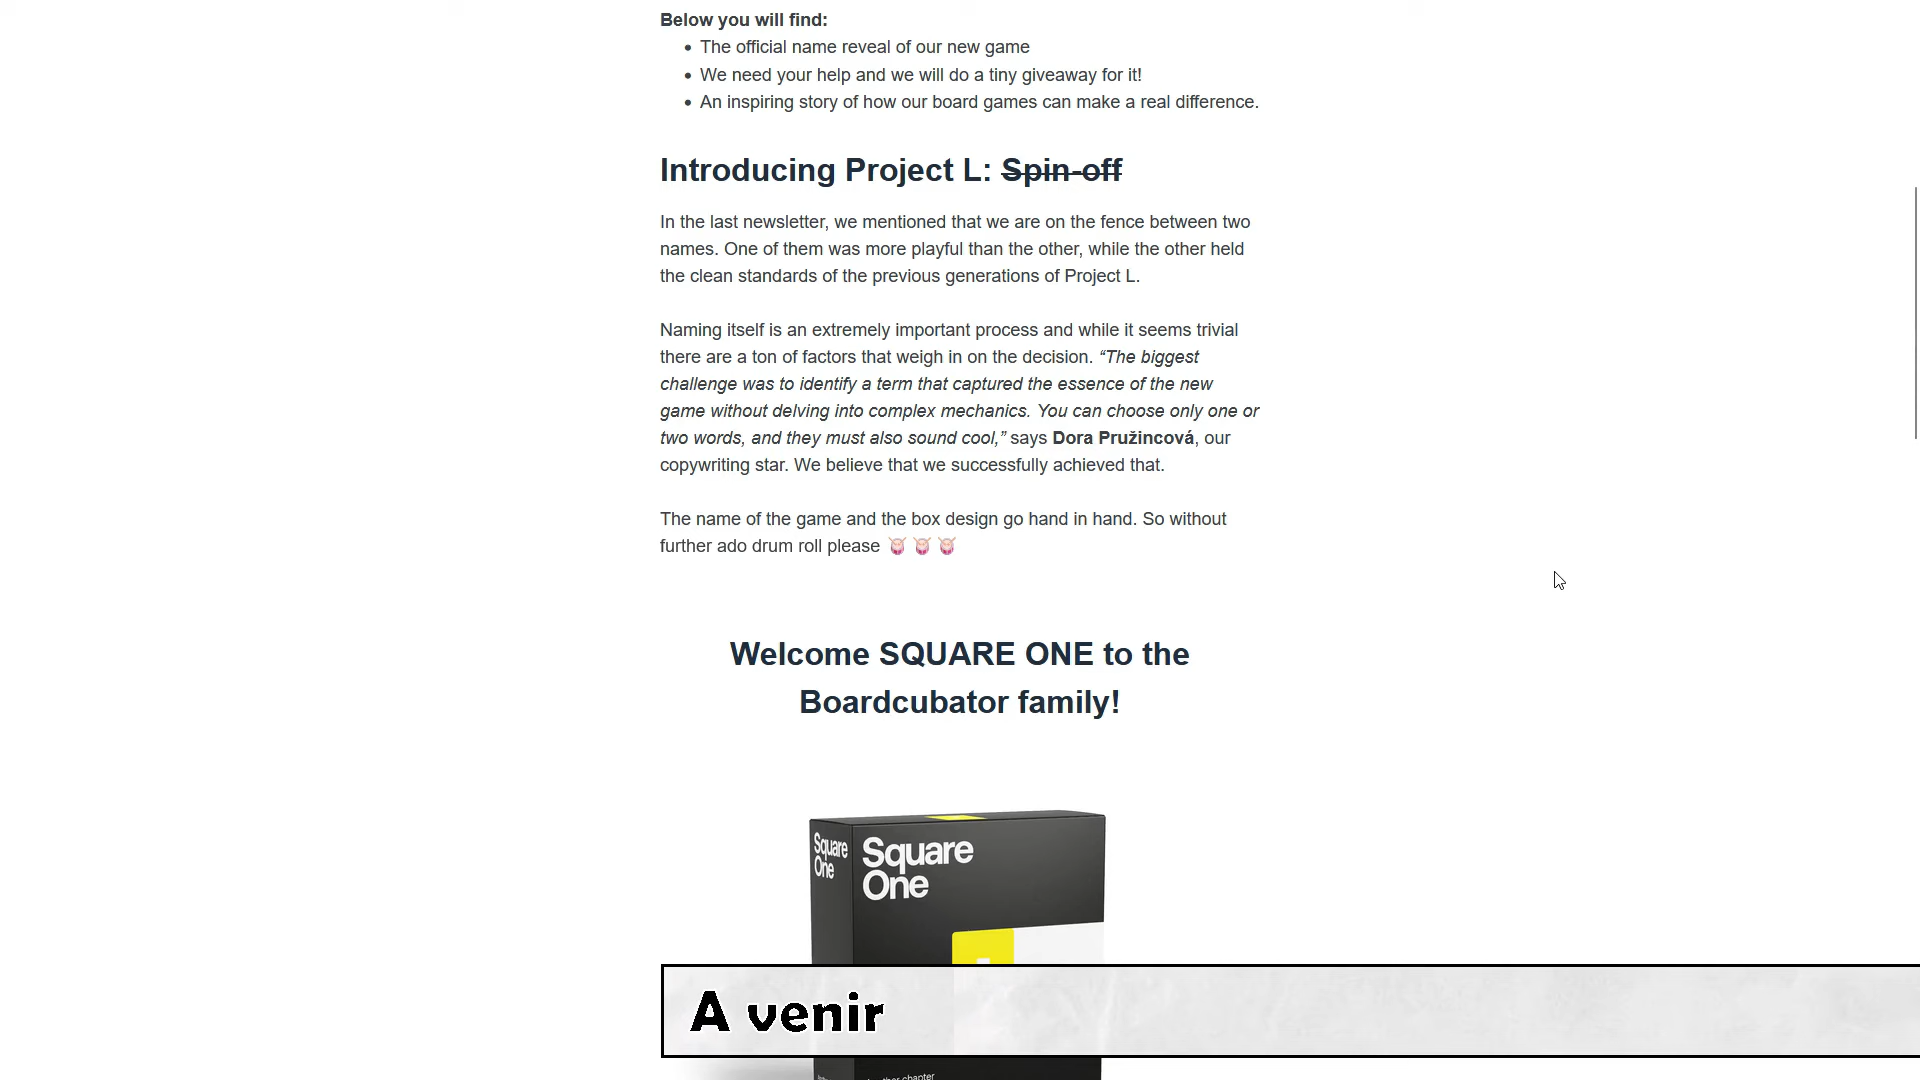 Below you will find:
• The official name reveal of our new game
• We need your help and we will do a tiny giveaway for it!
• An inspiring story of how our board games can make a real difference.
Introducing Project L: Spin-off
In the last newsletter, we mentioned that we are on the fence between two
names. One of them was more playful than the other, while the other held
the clean standards of the previous generations of Project L.
Naming itself is an extremely important process and while it seems trivial
there are a ton of factors that weigh in on the decision. “The biggest
challenge was to identify a term that captured the essence of the new
game without delving into complex mechanics. You can choose only one or
two words, and they must also sound cool,” says Dora Pružincová, our
copywriting star. We believe that we successfully achieved that.
The name of the game and the box design go hand in hand. So without
further ado drum roll please 🥁 🥁 🥁
Welcome SQUARE ONE to the
Boardcubator family!
Square
One
Square
One
A venir
chapter